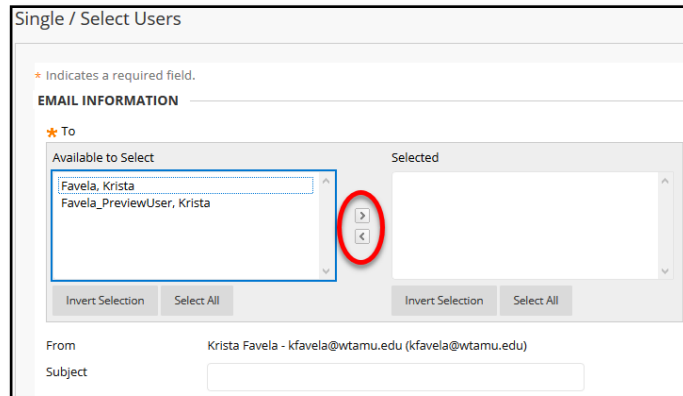 Single / Select Users
* Indicates a required field.
EMAIL INFORMATION
* To
Available to Select
Selected
Favela, Krista
Favela_PreviewUser, Krista
>
<
Invert Selection Select All
Invert Selection Select All
From Krista Favela - kfavela@wtamu.edu (kfavela@wtamu.edu)
Subject